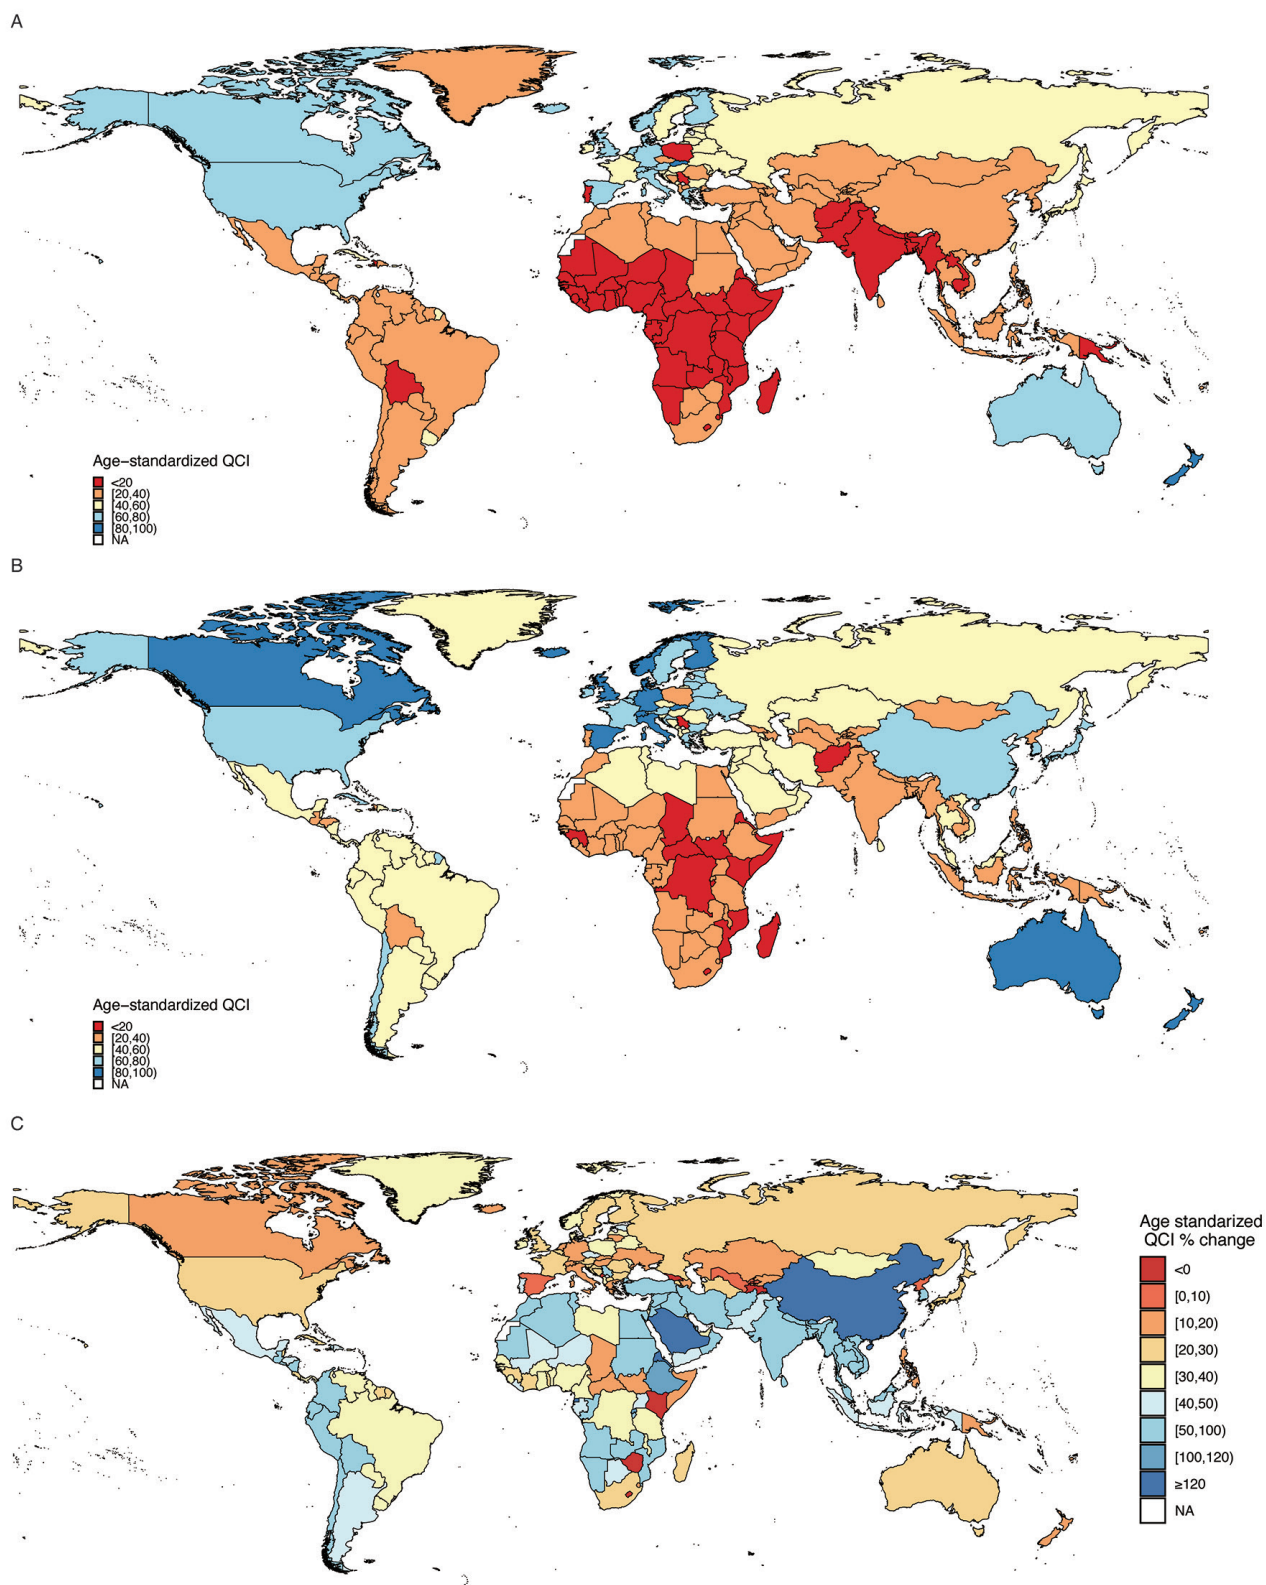 A
Age−standardized QCI
<20
[20,40)
[40,60)
[60,80)
[80,100)
NA
B
Age−standardized QCI
<20
[20,40)
[40,60)
[60,80)
[80,100)
NA
C
Age standarized
QCI % change
<0
[0,10)
[10,20)
[20,30)
[30,40)
[40,50)
[50,100)
[100,120)
≥120
NA